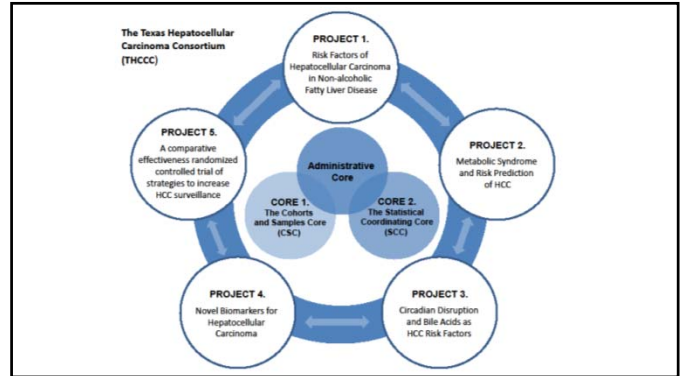 The Texas Hepatocellular
Carcinoma Consortium
(THCCC)
PROJECT 1.
Risk Factors of
Hepatocellular Carcinoma
in Non-alcoholic
Fatty Liver Disease
PROJECT 5.
A comparative
effectiveness randomized
controlled trial of
strategies to increase
HCC surveillance
PROJECT 2.
Metabolic Syndrome
and Risk Prediction
of HCC
Administrative
Core
CORE 1.
The Cohorts
and Samples Core
(CSC)
CORE 2.
The Statistical
Coordinating Core
(SCC)
PROJECT 4.
Novel Biomarkers for
Hepatocellular
Carcinoma
PROJECT 3.
Circadian Disruption
and Bile Acids as
HCC Risk Factors